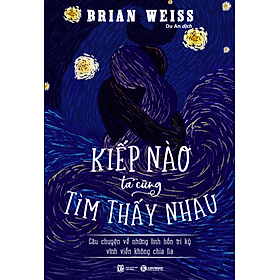 BRIAN WEISS
Du An dịch
KIẾP NÀO
ta cũng
TÌM THẤY NHAU
Câu chuyện về những linh hồn tri kỷ
vĩnh viễn không chia lìa